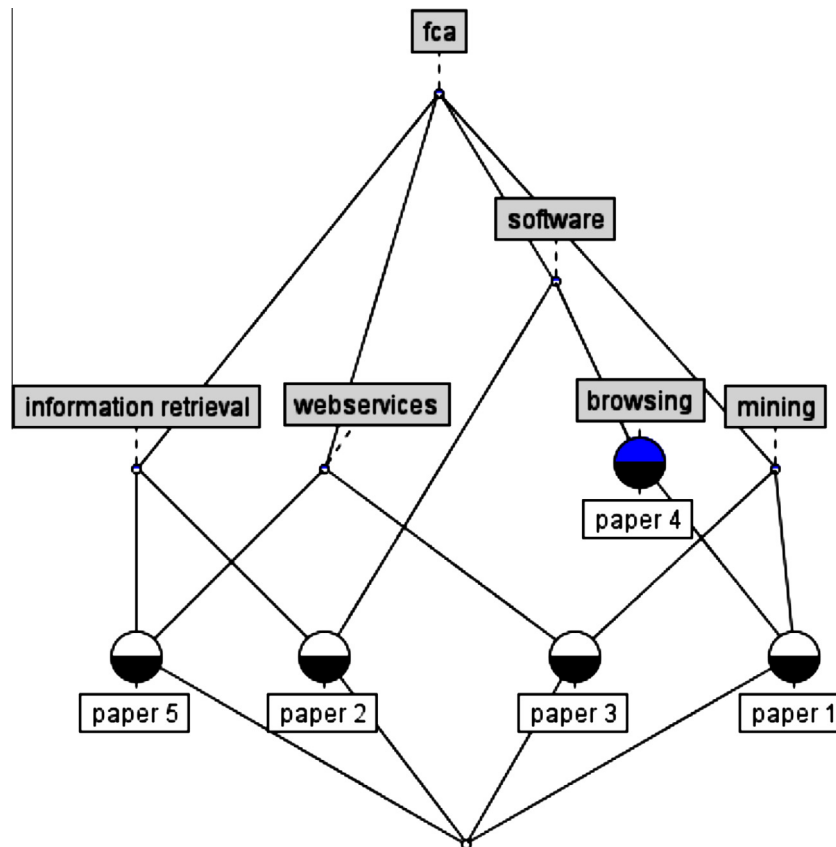 fca
software
information retrieval
webservices
browsing
mining
paper 4
paper 5
paper 2
paper 3
paper 1